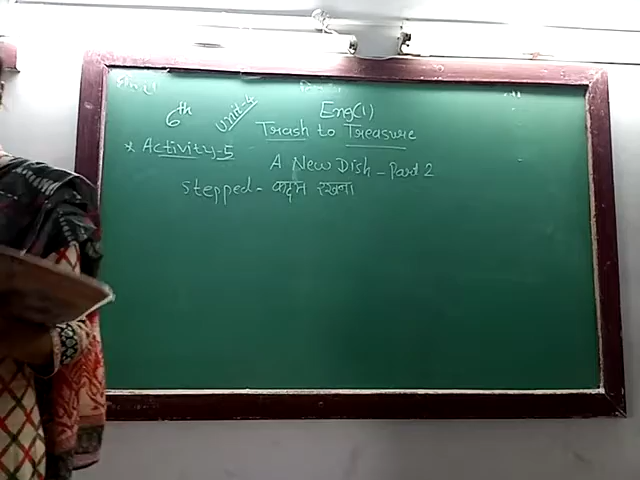 6th Unit-4 Eng(1)
Trash to Treasure
* Activity-5
A New Dish - Part 2
Stepped - कदम रखना